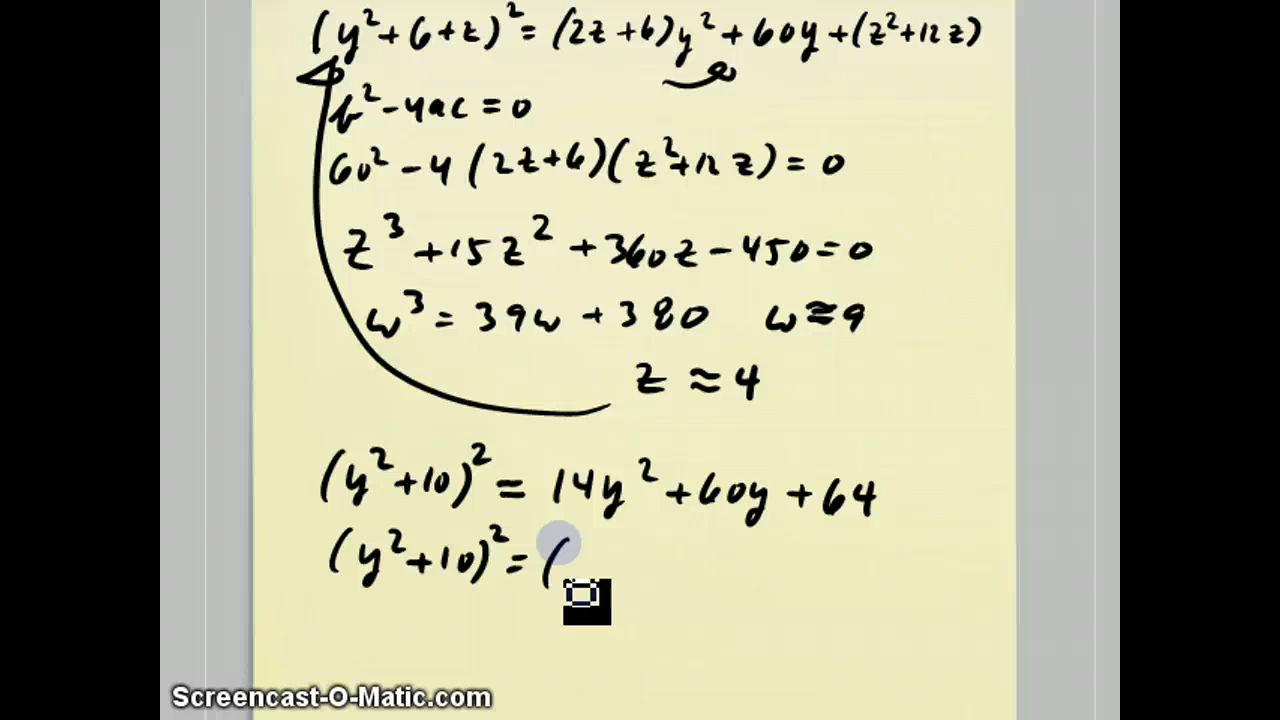 (y²+6+z)² = (2z+6)y²+60y+(z²+12z)
b²-4ac=0
60²-4(2z+6)(z²+12z)=0
z³+15z²+360z-450=0
w³=39w+380 w≈9
z≈4
(y²+10)²=14y²+60y+64
(y²+10)²=(
Screencast-O-Matic.com